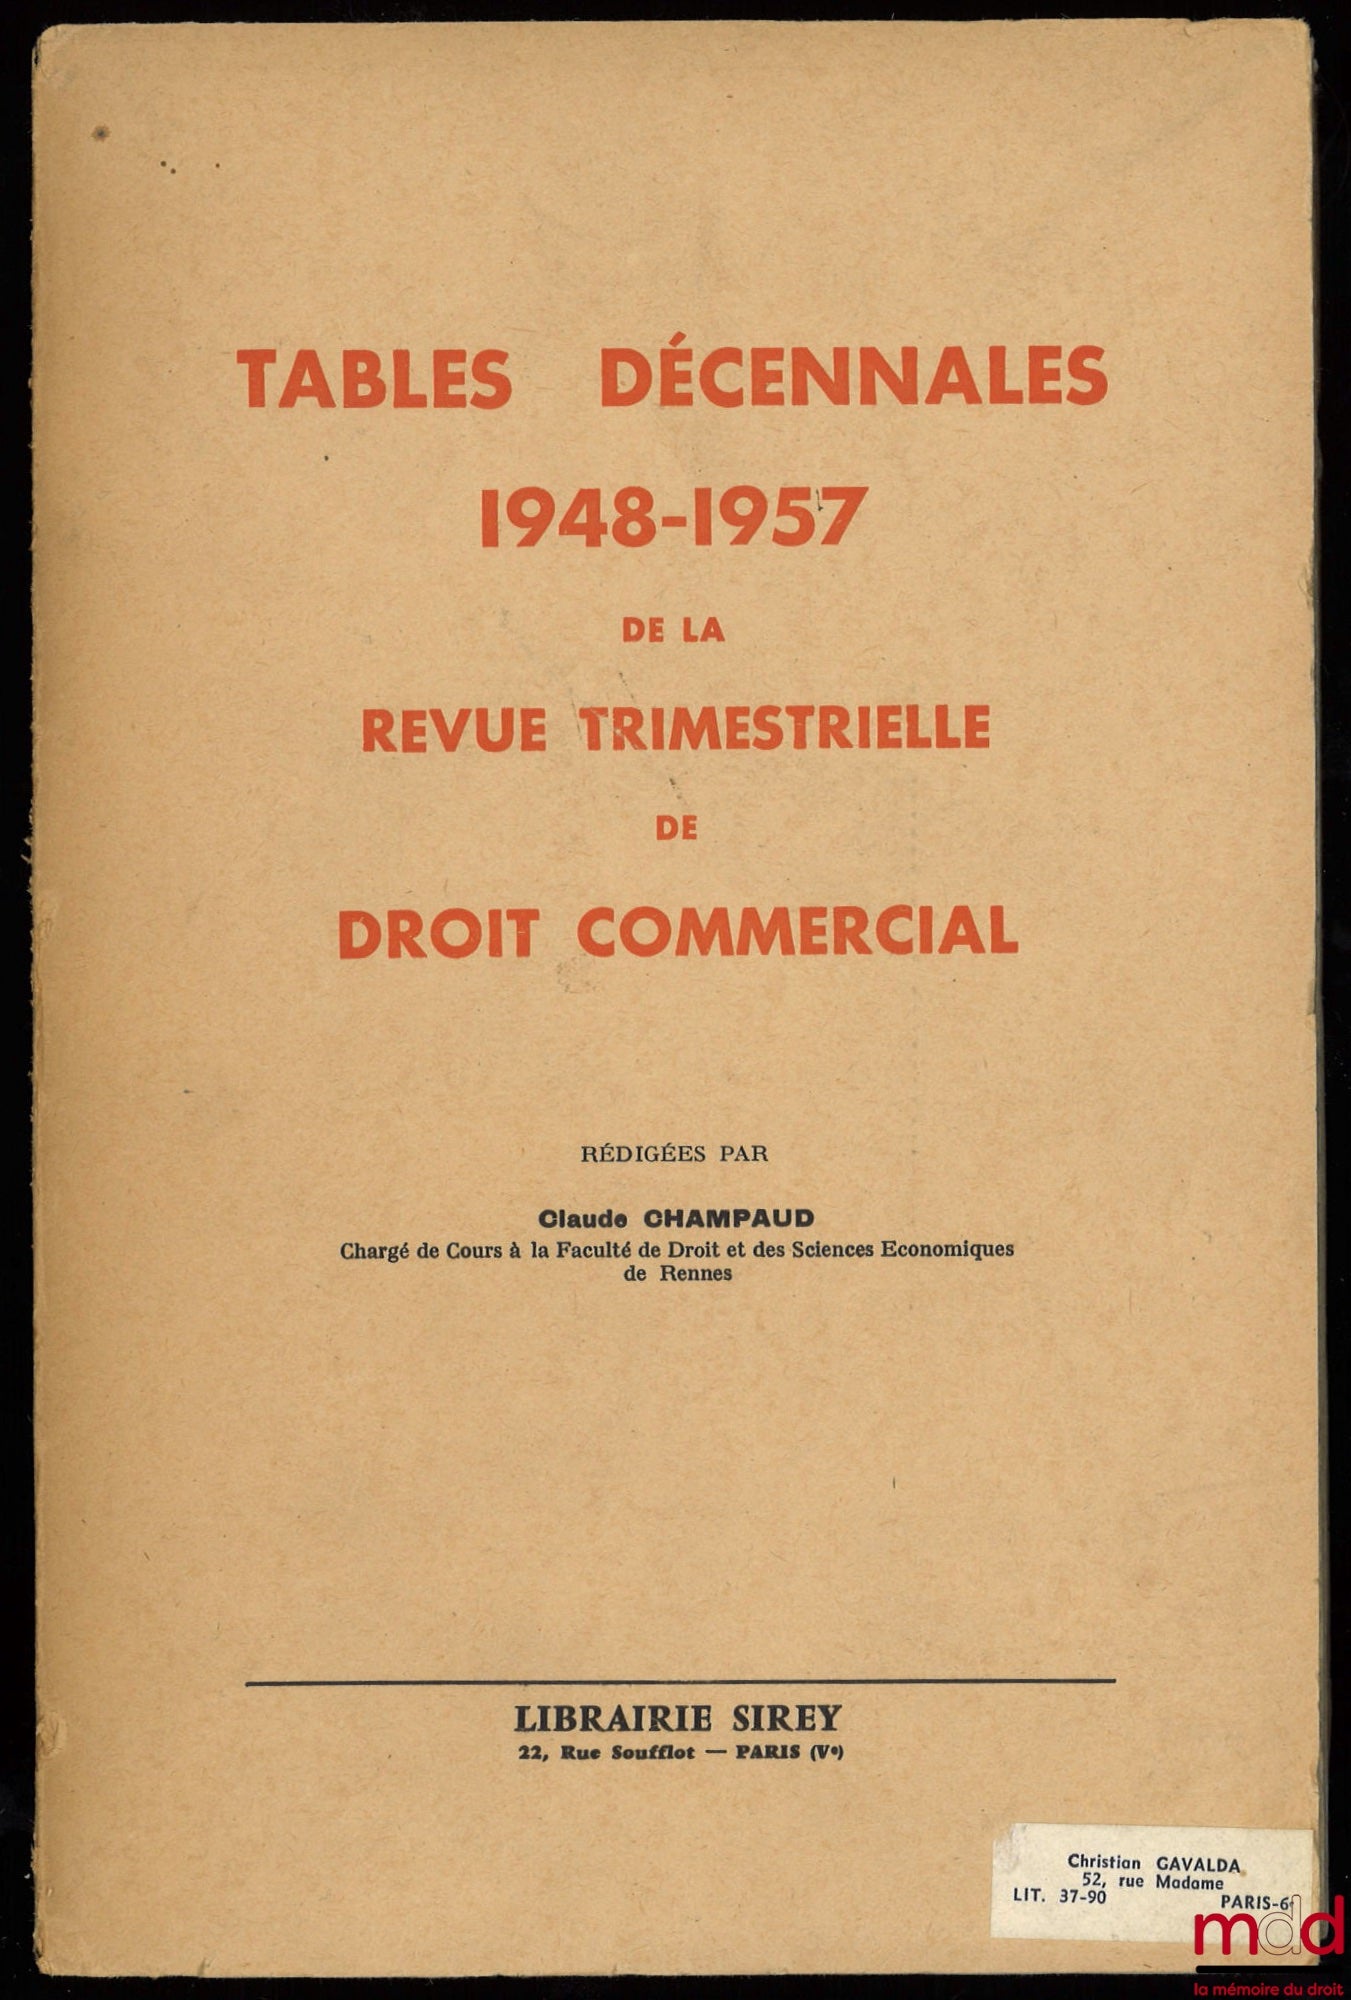 TABLES DÉCENNALES
1948-1957
DE LA
REVUE TRIMESTRIELLE
DE
DROIT COMMERCIAL
RÉDIGÉES PAR
Claude CHAMPAUD
Chargé de Cours à la Faculté de Droit et des Sciences Economiques
de Rennes
LIBRAIRIE SIREY
22, Rue Soufflot — PARIS (Vᵉ)
Christian GAVALDA
52, rue Madame
LIT. 37-90 PARIS-6ᵉ
mdd
la mémoire du droit